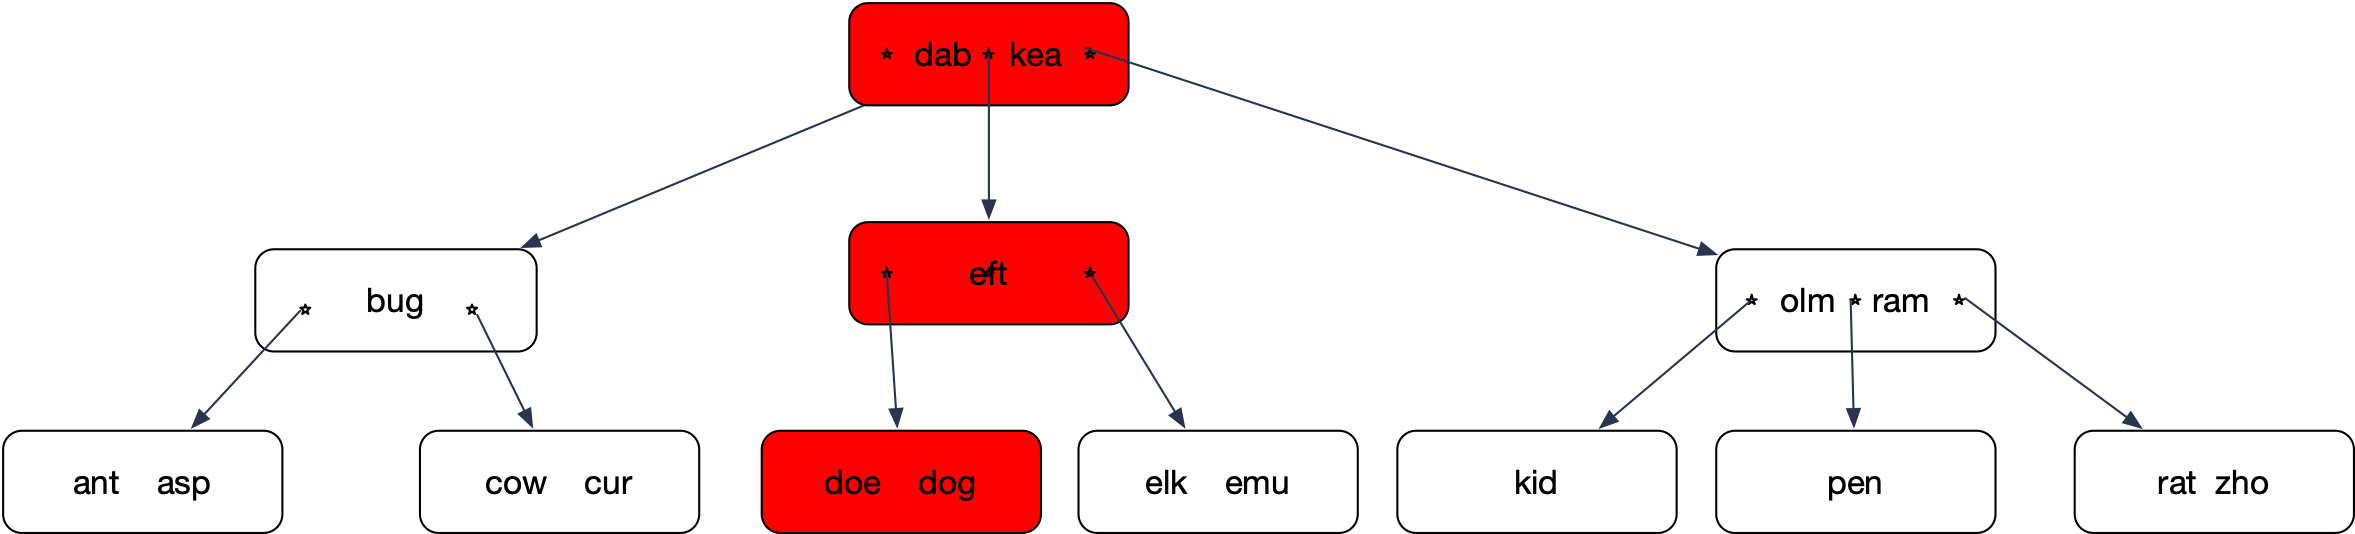 dab kea
bug
eft
olm ram
ant asp
cow cur
doe dog
elk emu
kid
pen
rat zho